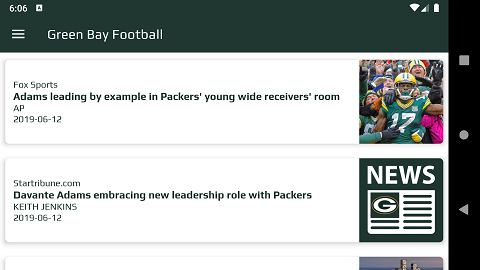 6:06
A
Green Bay Football
Fox Sports
Adams leading by example in Packers' young wide receivers' room
AP
2019-06-12
17
Startribune.com
Davante Adams embracing new leadership role with Packers
KEITH JENKINS
2019-06-12
NEWS
G